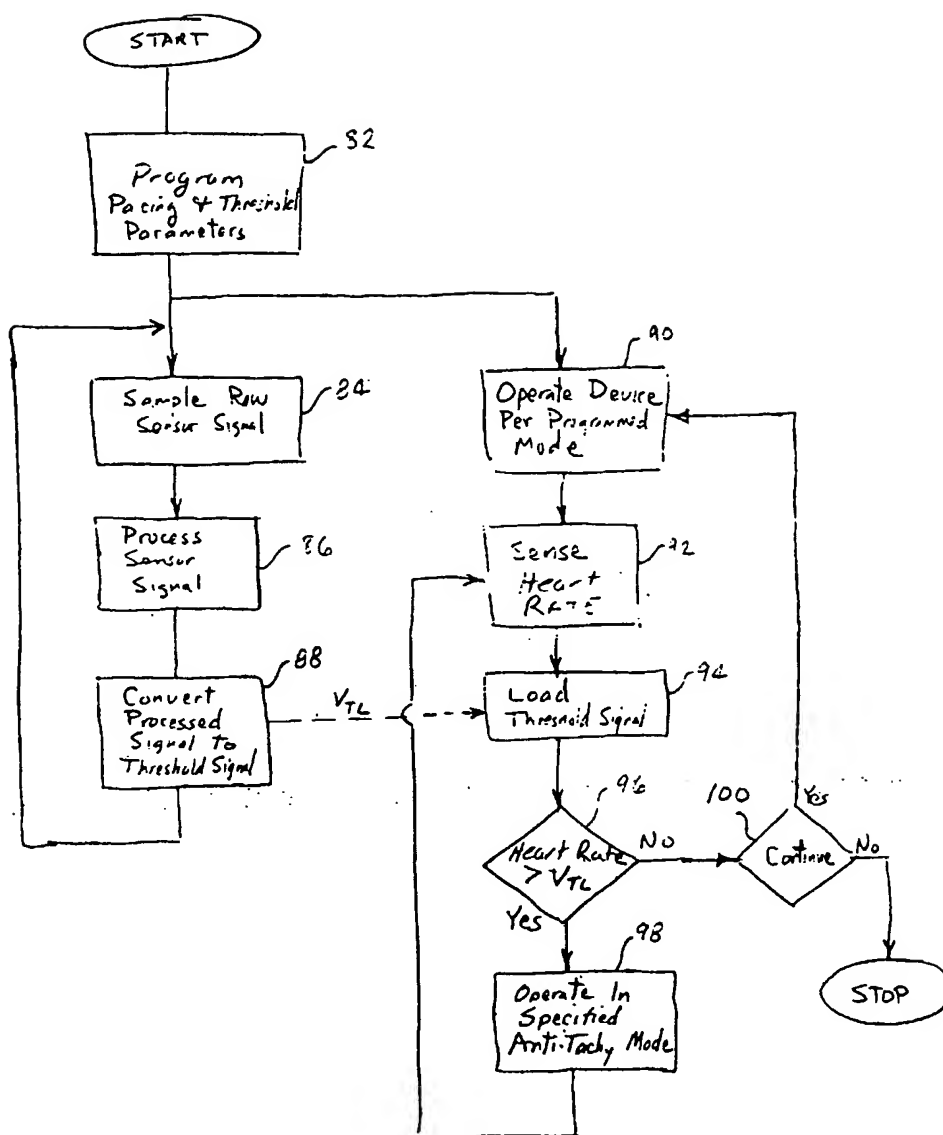 START
82
Program
Pacing & Threshold
Parameters
84
Sample Raw
Sensor Signal
86
Process
Sensor
Signal
88
Convert
Processed
Signal to
Threshold Signal
V_TL
90
Operate Device
Per Programmed
Mode
92
Sense
Heart
RATE
94
Load
Threshold Signal
96
Heart Rate
> V_TL
No
Yes
100
Continue
Yes
No
98
Operate In
Specified
Anti-Tachy Mode
STOP